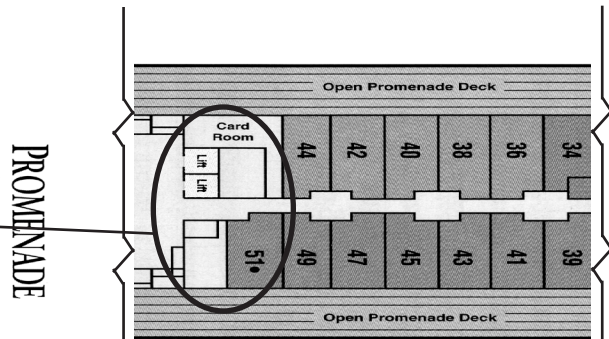 Open Promenade Deck
Card
Room
Lift
Lift
44
42
40
38
36
34
51•
49
47
45
43
41
39
Open Promenade Deck
PROMENADE